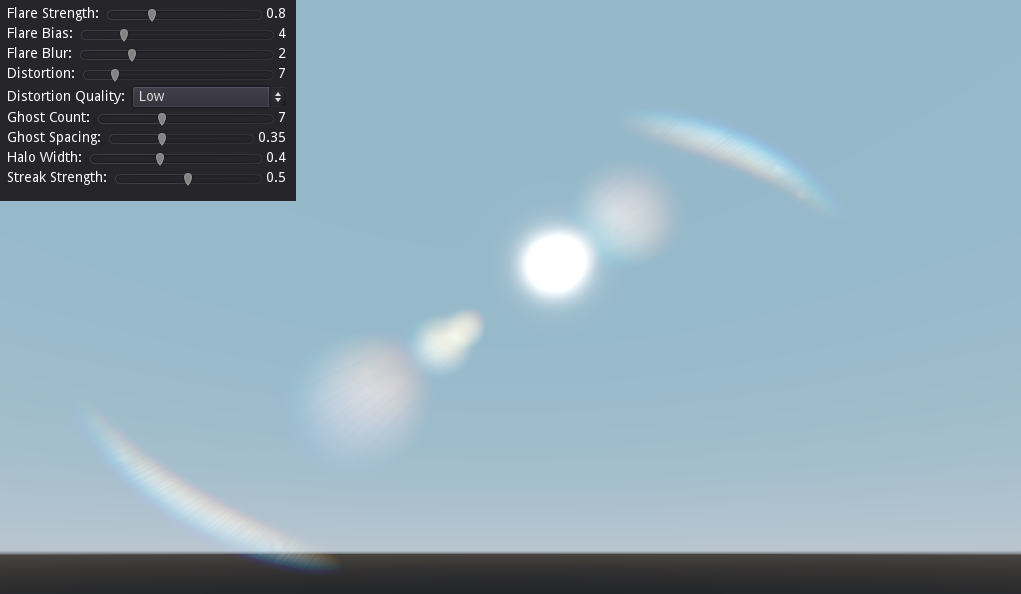 Flare Strength: 0.8
Flare Bias: 4
Flare Blur: 2
Distortion: 7
Distortion Quality: Low
Ghost Count: 7
Ghost Spacing: 0.35
Halo Width: 0.4
Streak Strength: 0.5